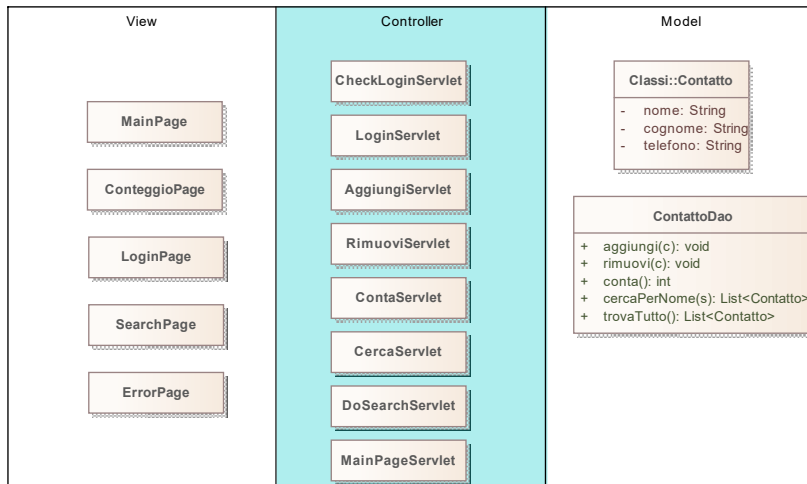 View
Controller
Model
MainPage
ConteggioPage
LoginPage
SearchPage
ErrorPage
CheckLoginServlet
LoginServlet
AggiungiServlet
RimuoviServlet
ContaServlet
CercaServlet
DoSearchServlet
MainPageServlet
Classi::Contatto
- nome: String
- cognome: String
- telefono: String
ContattoDao
+ aggiungi(c): void
+ rimuovi(c): void
+ conta(): int
+ cercaPerNome(s): List<Contatto>
+ trovaTutto(): List<Contatto>